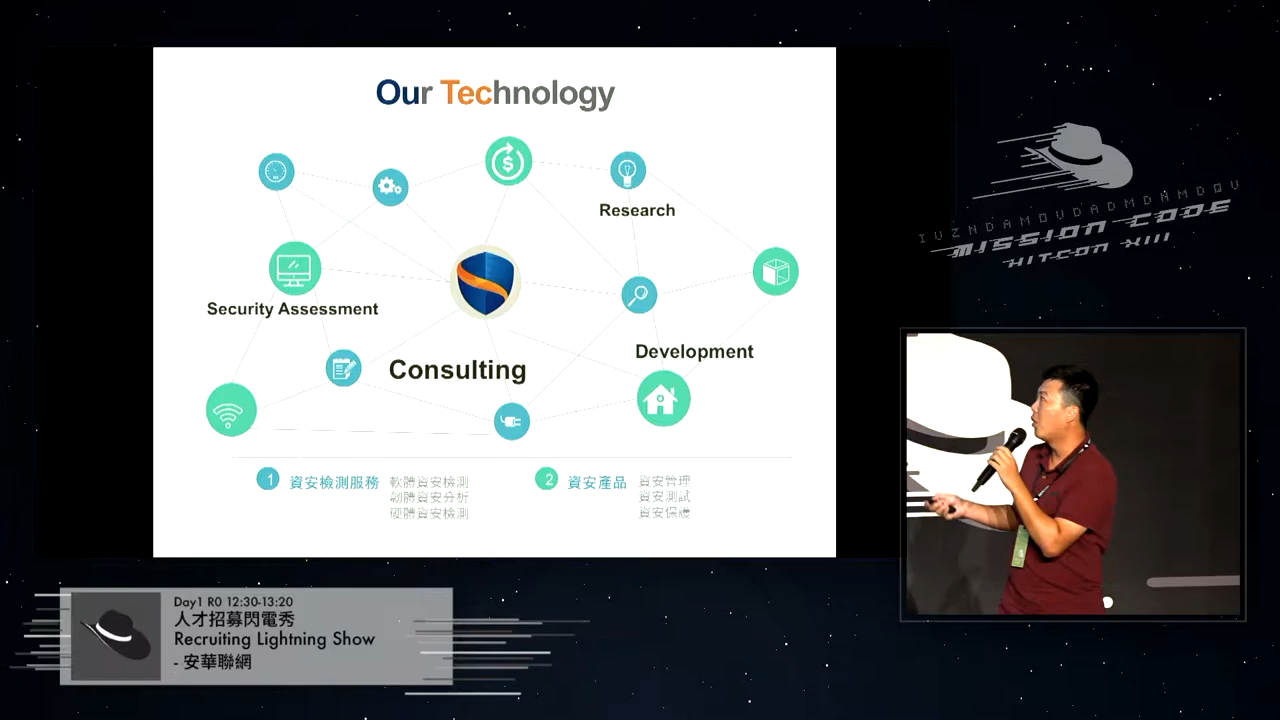 Our Technology
Research
Security Assessment
Development
Consulting
1 資安檢測服務 軟體資安檢測
韌體資安分析
硬體資安檢測
2 資安產品 資安管理
資安測試
資安保護
IVZNDAMOVDADMDNMDQV
MISSION CODE
HITCON XIII
Day1 R0 12:30-13:20
人才招募閃電秀
Recruiting Lightning Show
- 安華聯網